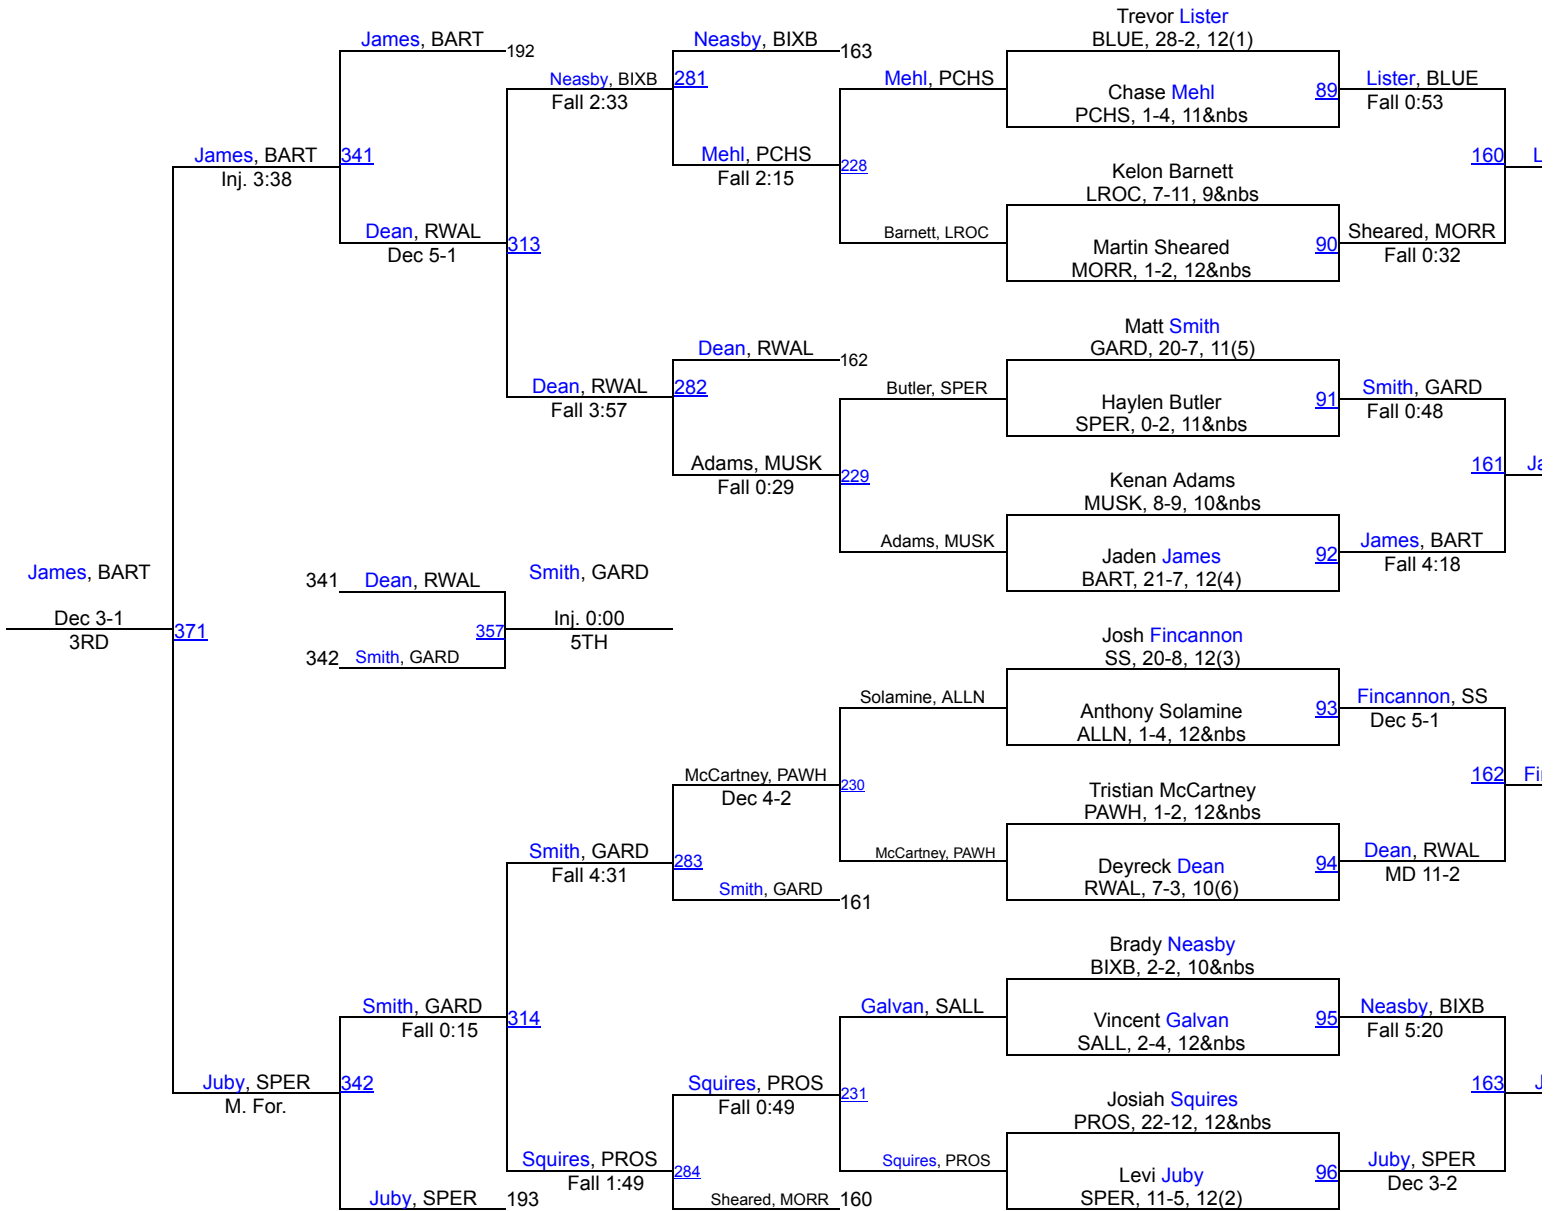 Trevor Lister
James, BART
Neasby, BIXB
BLUE, 28-2, 12(1)
192
163
Neasby, BIXB
281
Mehl, PCHS
Chase Mehl
89
Lister, BLUE
Fall 2:33
PCHS, 1-4, 11&nbs
Fall 0:53
James, BART
341
Mehl, PCHS
228
Kelon Barnett
160
L
Inj. 3:38
Fall 2:15
LROC, 7-11, 9&nbs
Dean, RWAL
313
Barnett, LROC
Martin Sheared
90
Sheared, MORR
Dec 5-1
MORR, 1-2, 12&nbs
Fall 0:32
Matt Smith
Dean, RWAL
GARD, 20-7, 11(5)
162
Dean, RWAL
282
Butler, SPER
Haylen Butler
91
Smith, GARD
Fall 3:57
SPER, 0-2, 11&nbs
Fall 0:48
Adams, MUSK
229
Kenan Adams
161
Ja
Fall 0:29
MUSK, 8-9, 10&nbs
Adams, MUSK
Jaden James
92
James, BART
BART, 21-7, 12(4)
Fall 4:18
James, BART
341
Dean, RWAL
Smith, GARD
Dec 3-1
371
357
Inj. 0:00
3RD
5TH
342
Smith, GARD
Josh Fincannon
SS, 20-8, 12(3)
Solamine, ALLN
Anthony Solamine
93
Fincannon, SS
ALLN, 1-4, 12&nbs
Dec 5-1
McCartney, PAWH
230
Tristian McCartney
162
Fi
Dec 4-2
PAWH, 1-2, 12&nbs
Smith, GARD
283
McCartney, PAWH
Deyreck Dean
94
Dean, RWAL
Fall 4:31
RWAL, 7-3, 10(6)
MD 11-2
Smith, GARD
161
Brady Neasby
BIXB, 2-2, 10&nbs
Smith, GARD
314
Galvan, SALL
Vincent Galvan
95
Neasby, BIXB
Fall 0:15
SALL, 2-4, 12&nbs
Fall 5:20
Juby, SPER
342
Squires, PROS
231
Josiah Squires
163
J
M. For.
Fall 0:49
PROS, 22-12, 12&nbs
Squires, PROS
284
Squires, PROS
Levi Juby
96
Juby, SPER
Fall 1:49
SPER, 11-5, 12(2)
Dec 3-2
Juby, SPER
193
Sheared, MORR
160